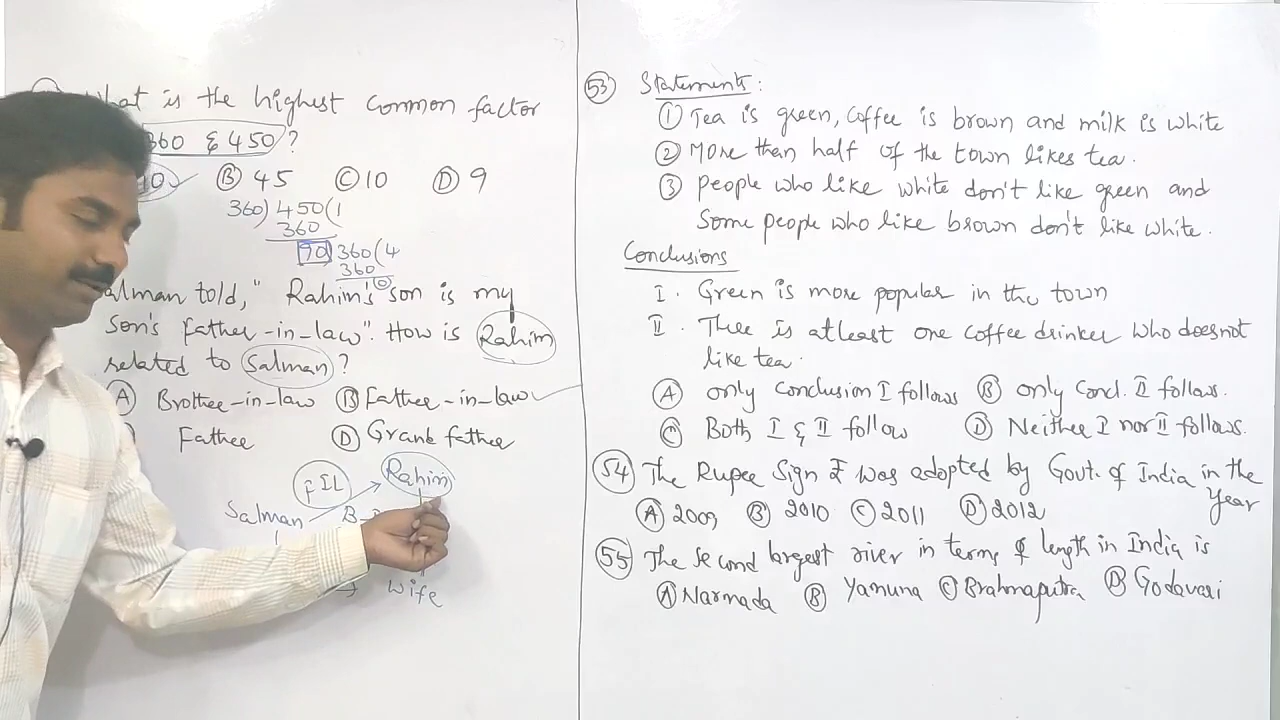 What is the highest common factor
360 & 450 ?
90 Ⓑ 45 Ⓒ 10 Ⓓ 9
360) 450 (1
360
90) 360 (4
360
0
Salman told, " Rahim's son is my
Son's Father-in-law". How is Rahim
related to Salman ?
Ⓐ Brother-in-law Ⓑ Father-in-law
Father Ⓓ Grand father
FIL Rahim
Salman
wife
53 Statements :
① Tea is green, Coffee is brown and milk is white
② More than half of the town likes tea.
③ people who like white don't like green and
Some people who like brown don't like white.
Conclusions
I. Green is more popular in the town
II. There is atleast one coffee drinker who doesnot
like tea.
Ⓐ only conclusion I follows Ⓑ only Concl. II follows.
Ⓒ Both I & II follow Ⓓ Neither I nor II follows.
54 The Rupee Sign ₹ was adopted by Govt. of India in the
Year
Ⓐ 2009 Ⓑ 2010 Ⓒ 2011 Ⓓ 2012
55 The second largest river in terms of length in India is
Ⓐ Narmada Ⓑ Yamuna Ⓒ Brahmaputra Ⓓ Godavari